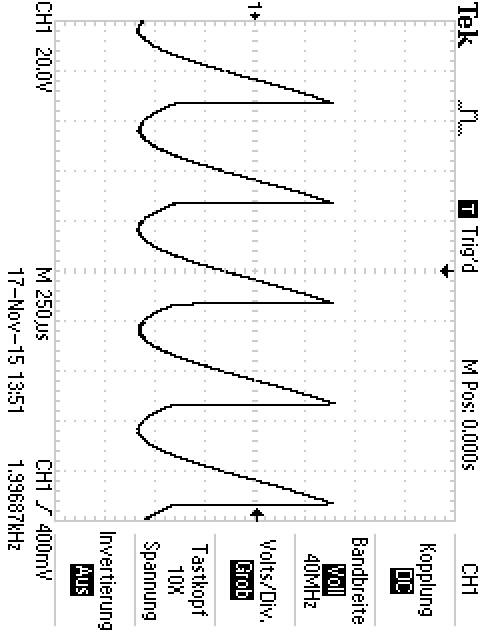 Tek
T Trig'd
M Pos: 0.000s
CH1
Kopplung
DC
Bandbreite
Voll
40MHz
Volts/Div.
Grob
Tastkopf
10X
Spannung
Invertierung
Aus
1
CH1 20.0V
M 250µs
CH1 / 400mV
17-Nov-15 13:51
1.99687kHz